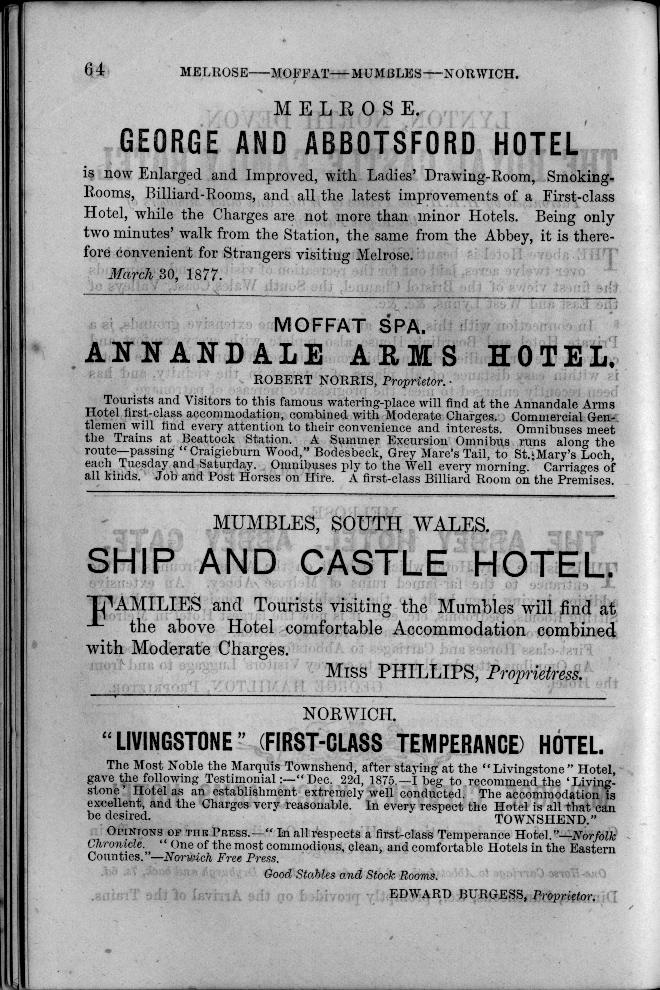 64
MELROSE—MOFFAT—MUMBLES—NORWICH.
MELROSE.
GEORGE AND ABBOTSFORD HOTEL
is now Enlarged and Improved, with Ladies' Drawing-Room, Smoking-
Rooms, Billiard-Rooms, and all the latest improvements of a First-class
Hotel, while the Charges are not more than minor Hotels. Being only
two minutes' walk from the Station, the same from the Abbey, it is there-
fore convenient for Strangers visiting Melrose.
March 30, 1877.
MOFFAT SPA.
ANNANDALE ARMS HOTEL.
ROBERT NORRIS, Proprietor.
Tourists and Visitors to this famous watering-place will find at the Annandale Arms
Hotel first-class accommodation, combined with Moderate Charges. Commercial Gen-
tlemen will find every attention to their convenience and interests. Omnibuses meet
the Trains at Beattock Station. A Summer Excursion Omnibus runs along the
route—passing "Craigieburn Wood," Bodesbeck, Grey Mare's Tail, to St. Mary's Loch,
each Tuesday and Saturday. Omnibuses ply to the Well every morning. Carriages of
all kinds. Job and Post Horses on Hire. A first-class Billiard Room on the Premises.
MUMBLES, SOUTH WALES.
SHIP AND CASTLE HOTEL.
FAMILIES and Tourists visiting the Mumbles will find at
the above Hotel comfortable Accommodation combined
with Moderate Charges.
MISS PHILLIPS, Proprietress.
NORWICH.
"LIVINGSTONE" (FIRST-CLASS TEMPERANCE) HOTEL.
The Most Noble the Marquis Townshend, after staying at the "Livingstone" Hotel,
gave the following Testimonial:—"Dec. 22d, 1875.—I beg to recommend the 'Living-
stone' Hotel as an establishment extremely well conducted. The accommodation is
excellent, and the Charges very reasonable. In every respect the Hotel is all that can
be desired. TOWNSHEND."
OPINIONS OF THE PRESS.—"In all respects a first-class Temperance Hotel."—Norfolk
Chronicle. "One of the most commodious, clean, and comfortable Hotels in the Eastern
Counties."—Norwich Free Press.
Good Stables and Stock Rooms.
EDWARD BURGESS, Proprietor.